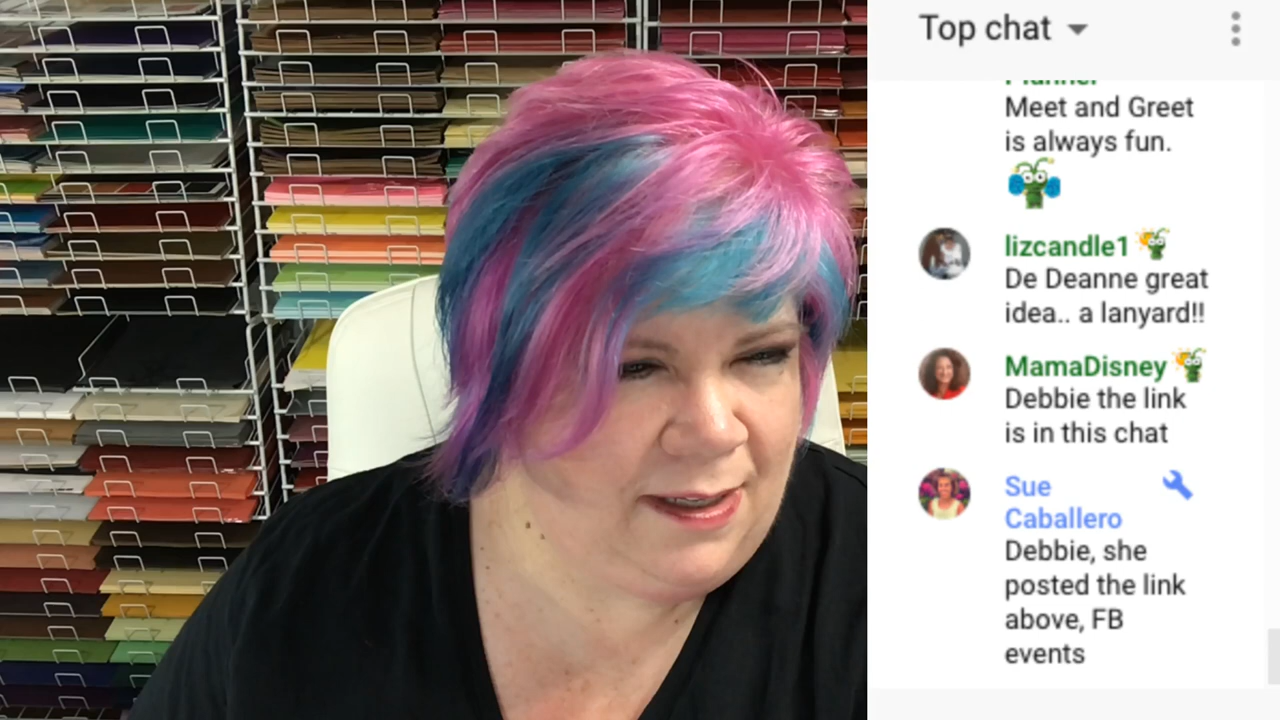 Top chat
Meet and Greet
is always fun.
lizcandle1
De Deanne great
idea.. a lanyard!!
MamaDisney
Debbie the link
is in this chat
Sue
Caballero
Debbie, she
posted the link
above, FB
events